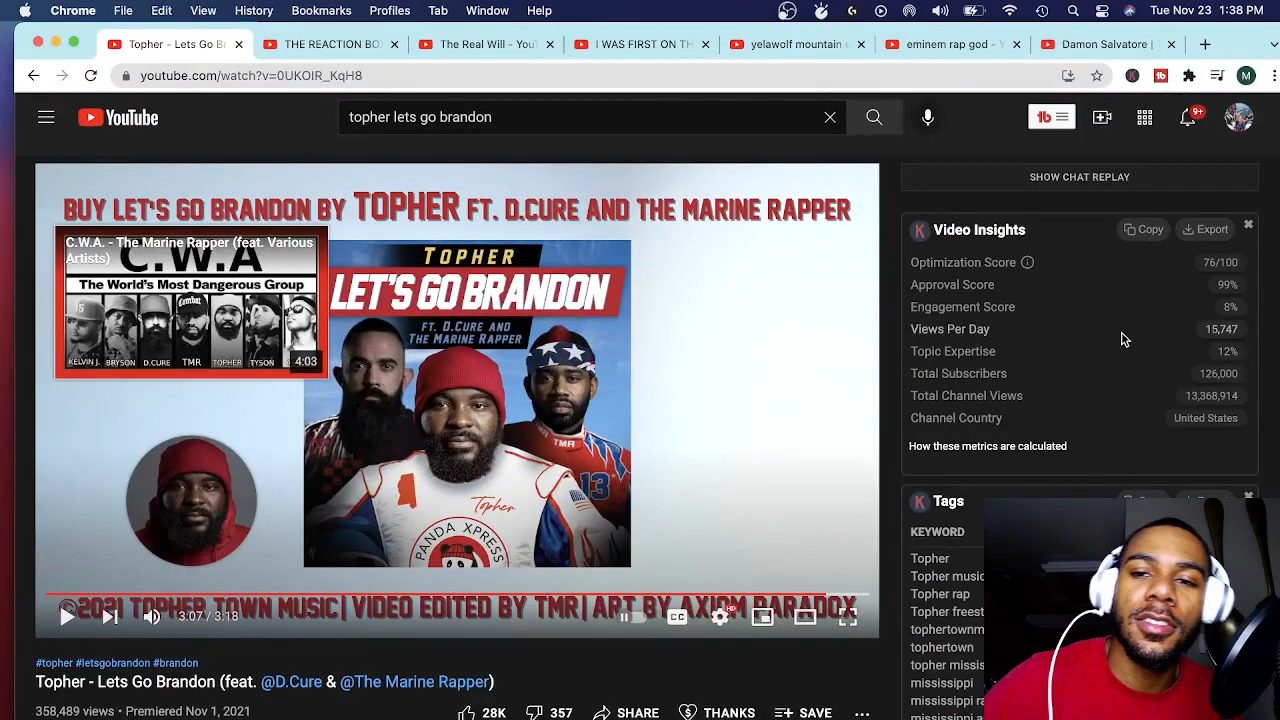 Chrome File Edit View History Bookmarks Profiles Tab Window Help Tue Nov 23 1:38 PM
Topher - Lets Go Br × THE REACTION BO × The Real Will - YouT × I WAS FIRST ON TH × yelawolf mountain × eminem rap god - Y × Damon Salvatore | × +
youtube.com/watch?v=0UKOIR_KqH8
YouTube
topher lets go brandon
tb
9+
M
SHOW CHAT REPLAY
BUY LET'S GO BRANDON BY TOPHER FT. D.CURE AND THE MARINE RAPPER
C.W.A. - The Marine Rapper (feat. Various
Artists)
C.W.A
The World's Most Dangerous Group
KELVIN J. BRYSON D.CURE TMR TOPHER TYSON
4:03
TOPHER
LET'S GO BRANDON
FT. D.CURE AND
THE MARINE RAPPER
TMR
13
Topher
PANDA XPRESS
©2021 TOPHER TOWN MUSIC| VIDEO EDITED BY TMR| ART BY AXIOM PARADOX
3:07 / 3:18
CC
HD
#topher #letsgobrandon #brandon
Topher - Lets Go Brandon (feat. @D.Cure & @The Marine Rapper)
358,489 views • Premiered Nov 1, 2021
28K 357 SHARE THANKS SAVE
K Video Insights Copy Export
Optimization Score 76/100
Approval Score 99%
Engagement Score 8%
Views Per Day 15,747
Topic Expertise 12%
Total Subscribers 126,000
Total Channel Views 13,368,914
Channel Country United States
How these metrics are calculated
K Tags
KEYWORD
Topher
Topher music
Topher rap
Topher freest
tophertownm
tophertown
topher missis
mississippi
mississippi